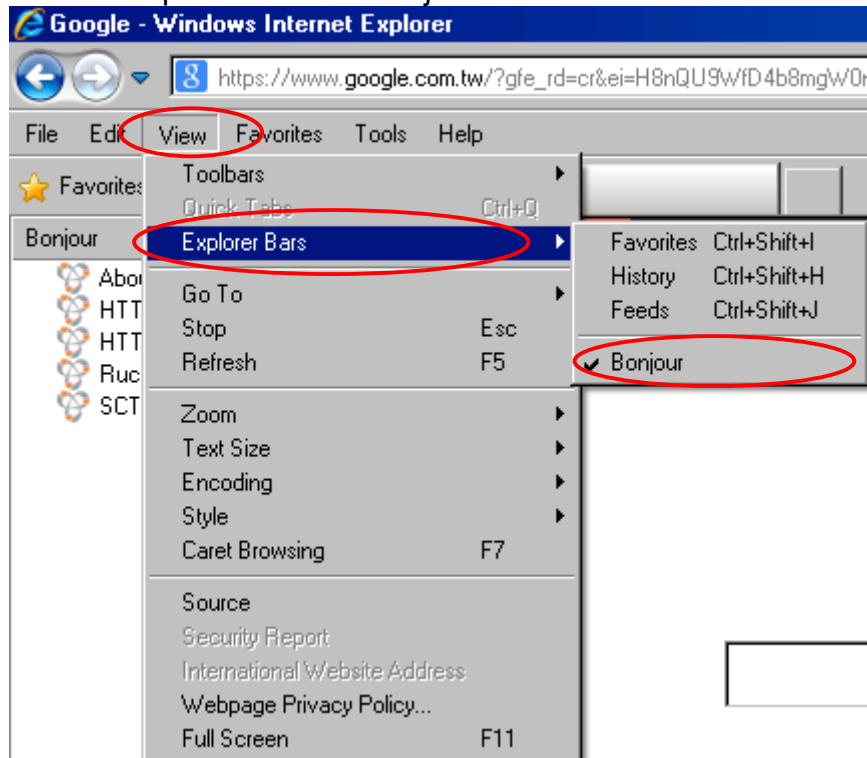 Google - Windows Internet Explorer
https://www.google.com.tw/?gfe_rd=cr&ei=H8nQU9WfD4b8mgW0
File Edit View Favorites Tools Help
Favorites
Toolbars
Quick Tabs Ctrl+Q
Bonjour
Explorer Bars
Favorites Ctrl+Shift+I
History Ctrl+Shift+H
Feeds Ctrl+Shift+J
Bonjour
Abou
HTT
HTT
Ruc
SCT
Go To
Stop Esc
Refresh F5
Zoom
Text Size
Encoding
Style
Caret Browsing F7
Source
Security Report
International Website Address
Webpage Privacy Policy...
Full Screen F11